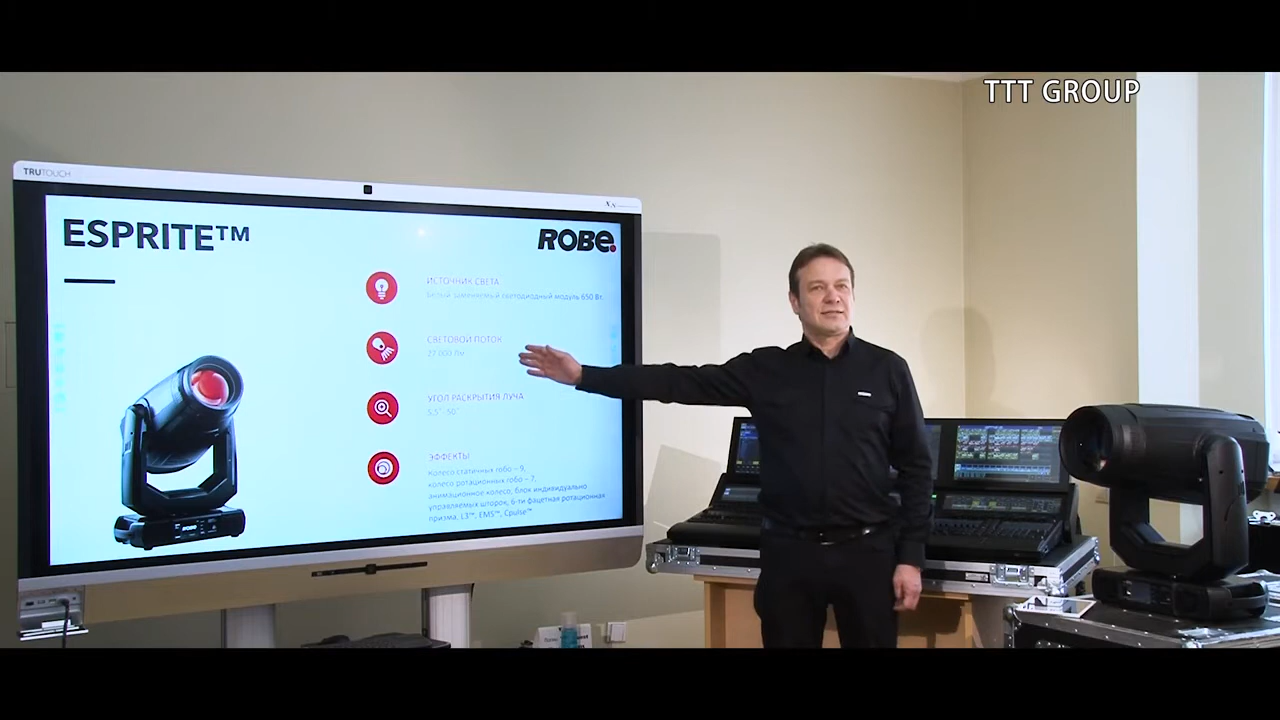 TTT GROUP
TRUTOUCH
ESPRITE™
ROBE.
ИСТОЧНИК СВЕТА
Белый заменяемый светодиодный модуль 650 Вт.
СВЕТОВОЙ ПОТОК
27 000 Лм
УГОЛ РАСКРЫТИЯ ЛУЧА
5,5° - 50°
ЭФФЕКТЫ
Колесо статичных гобо – 9,
колесо ротационных гобо – 7,
анимационное колесо, блок индивидуально
управляемых шторок, 6-ти фацетная ротационная
призма, L3™, EMS™, Cpulse™